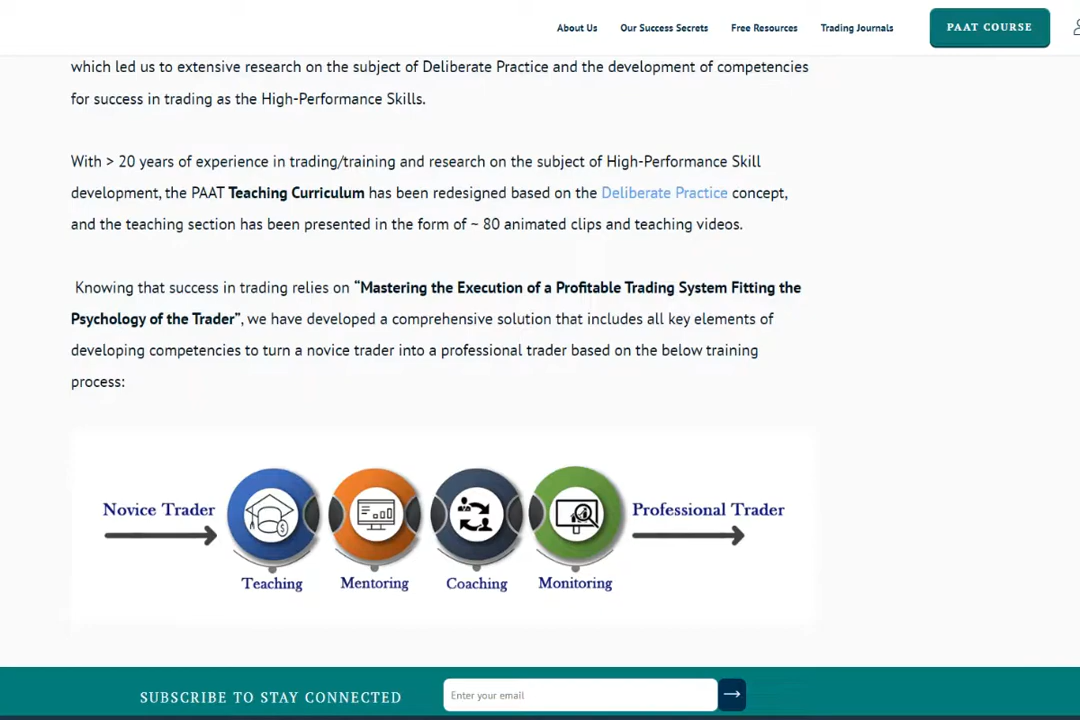 About Us Our Success Secrets Free Resources Trading Journals PAAT COURSE
which led us to extensive research on the subject of Deliberate Practice and the development of competencies
for success in trading as the High-Performance Skills.
With > 20 years of experience in trading/training and research on the subject of High-Performance Skill
development, the PAAT Teaching Curriculum has been redesigned based on the Deliberate Practice concept,
and the teaching section has been presented in the form of ~ 80 animated clips and teaching videos.
Knowing that success in trading relies on “Mastering the Execution of a Profitable Trading System Fitting the
Psychology of the Trader”, we have developed a comprehensive solution that includes all key elements of
developing competencies to turn a novice trader into a professional trader based on the below training
process:
Novice Trader Professional Trader
Teaching Mentoring Coaching Monitoring
SUBSCRIBE TO STAY CONNECTED Enter your email